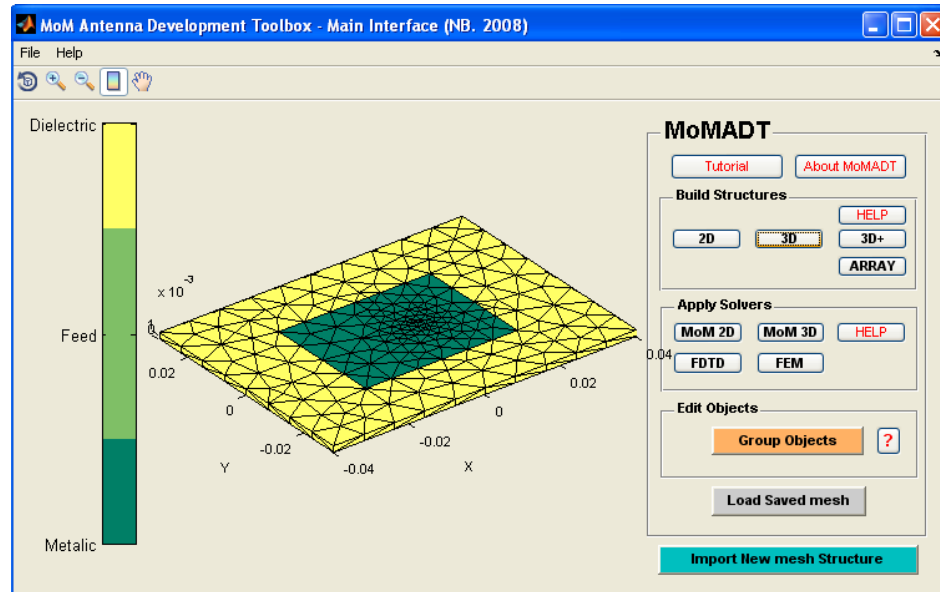 MoM Antenna Development Toolbox - Main Interface (NB. 2008)
File Help
Dielectric
Feed
Metalic
x 10
-3
1
0
0.02
0
-0.02
Y
-0.04
-0.02
0
0.02
0.04
X
MoMADT
Tutorial
About MoMADT
Build Structures
HELP
2D
3D
3D+
ARRAY
Apply Solvers
MoM 2D
MoM 3D
HELP
FDTD
FEM
Edit Objects
Group Objects
?
Load Saved mesh
Import New mesh Structure